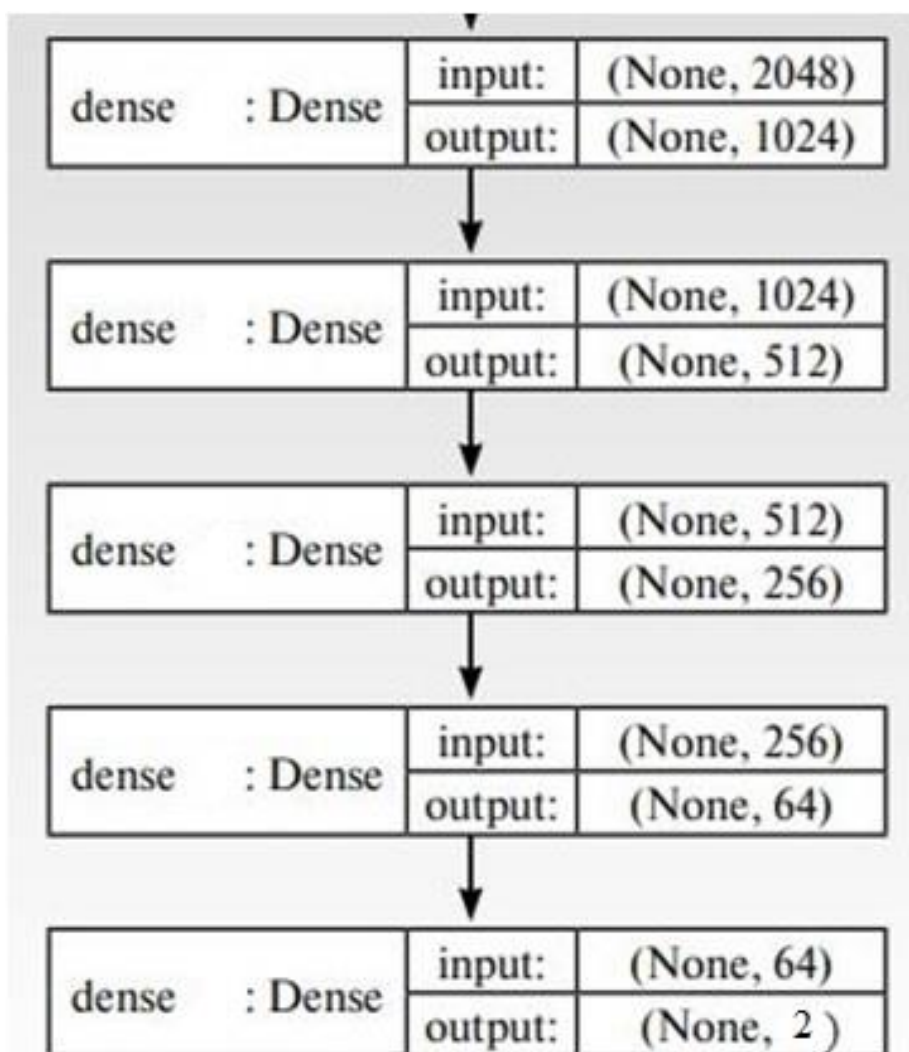 dense : Dense input: (None, 2048)
output: (None, 1024)
dense : Dense input: (None, 1024)
output: (None, 512)
dense : Dense input: (None, 512)
output: (None, 256)
dense : Dense input: (None, 256)
output: (None, 64)
dense : Dense input: (None, 64)
output: (None, 2 )